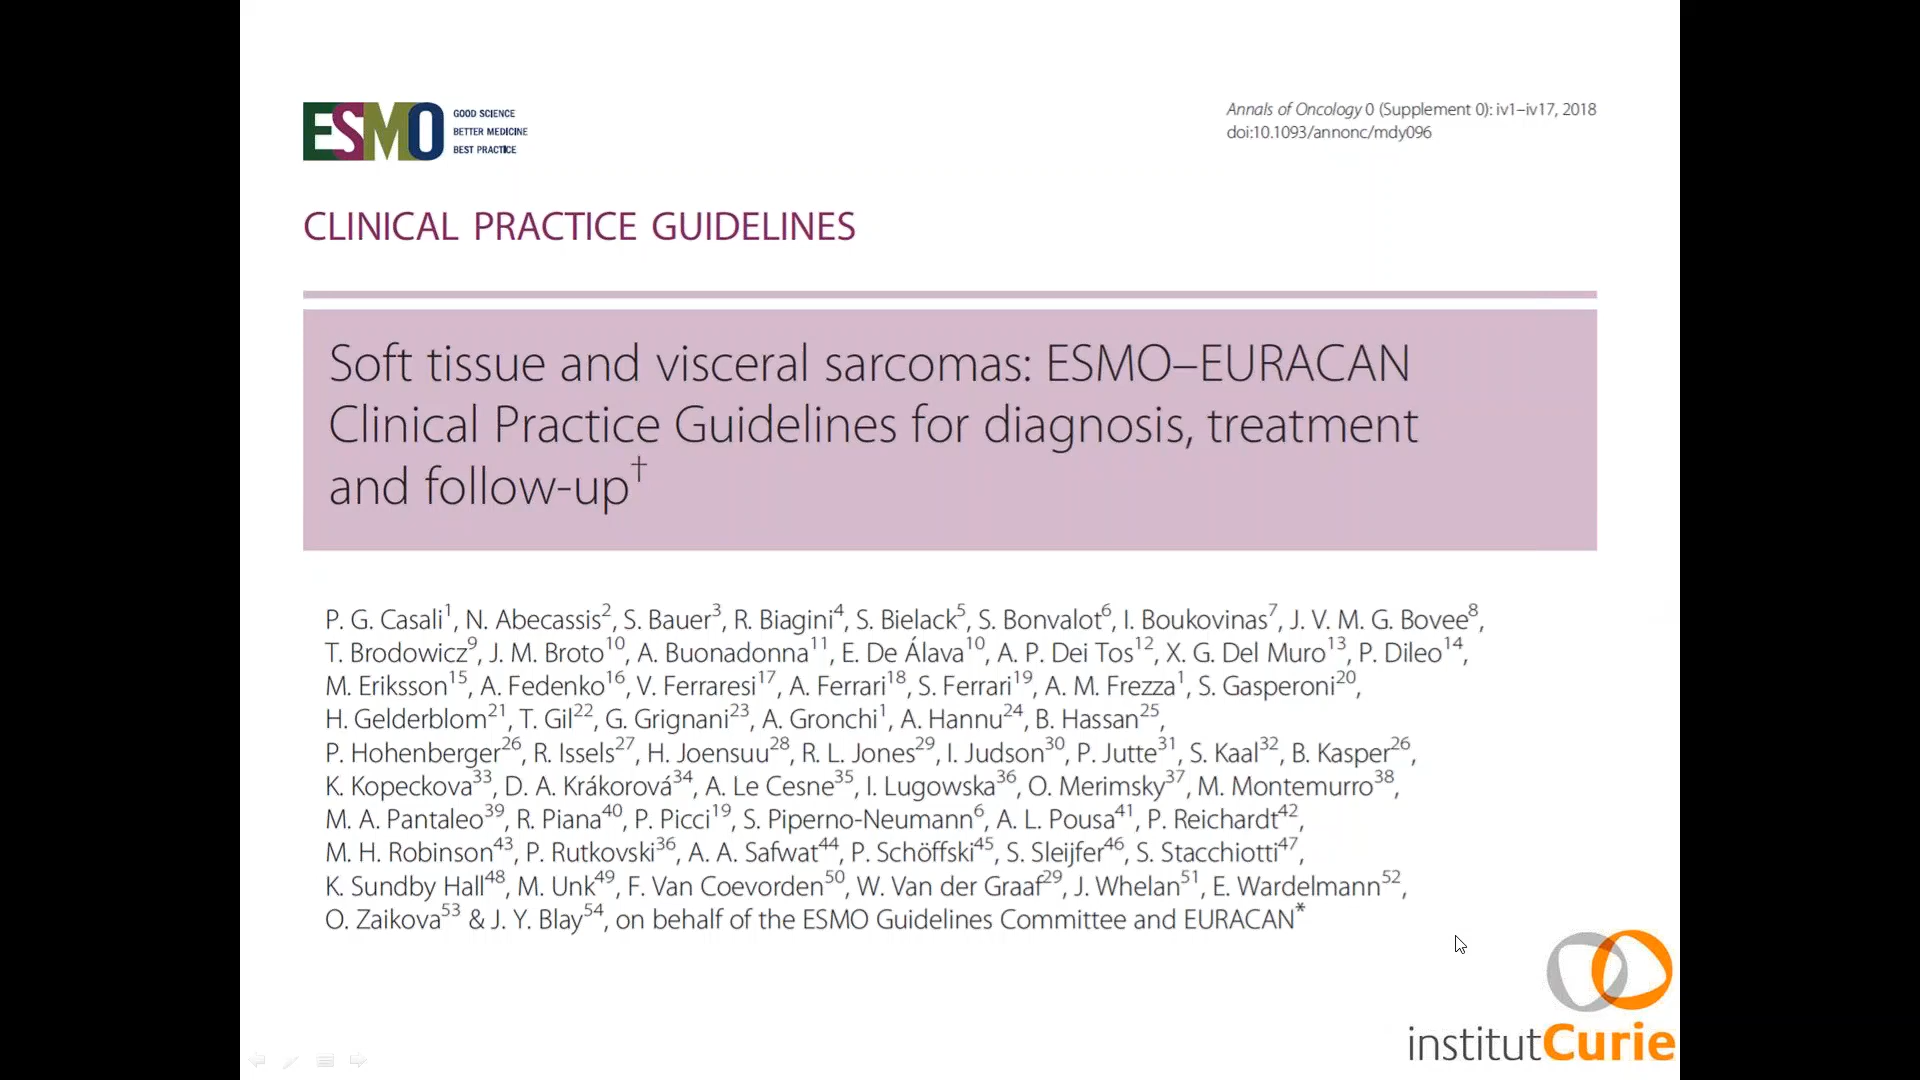 ESMO
GOOD SCIENCE
BETTER MEDICINE
BEST PRACTICE
Annals of Oncology 0 (Supplement 0): iv1–iv17, 2018
doi:10.1093/annonc/mdy096
CLINICAL PRACTICE GUIDELINES
Soft tissue and visceral sarcomas: ESMO–EURACAN
Clinical Practice Guidelines for diagnosis, treatment
and follow-up†
P. G. Casali1, N. Abecassis2, S. Bauer3, R. Biagini4, S. Bielack5, S. Bonvalot6, I. Boukovinas7, J. V. M. G. Bovee8,
T. Brodowicz9, J. M. Broto10, A. Buonadonna11, E. De Álava10, A. P. Dei Tos12, X. G. Del Muro13, P. Dileo14,
M. Eriksson15, A. Fedenko16, V. Ferraresi17, A. Ferrari18, S. Ferrari19, A. M. Frezza1, S. Gasperoni20,
H. Gelderblom21, T. Gil22, G. Grignani23, A. Gronchi1, A. Hannu24, B. Hassan25,
P. Hohenberger26, R. Issels27, H. Joensuu28, R. L. Jones29, I. Judson30, P. Jutte31, S. Kaal32, B. Kasper26,
K. Kopeckova33, D. A. Krákorová34, A. Le Cesne35, I. Lugowska36, O. Merimsky37, M. Montemurro38,
M. A. Pantaleo39, R. Piana40, P. Picci19, S. Piperno-Neumann6, A. L. Pousa41, P. Reichardt42,
M. H. Robinson43, P. Rutkovski36, A. A. Safwat44, P. Schöffski45, S. Sleijfer46, S. Stacchiotti47,
K. Sundby Hall48, M. Unk49, F. Van Coevorden50, W. Van der Graaf29, J. Whelan51, E. Wardelmann52,
O. Zaikova53 & J. Y. Blay54, on behalf of the ESMO Guidelines Committee and EURACAN*
institutCurie